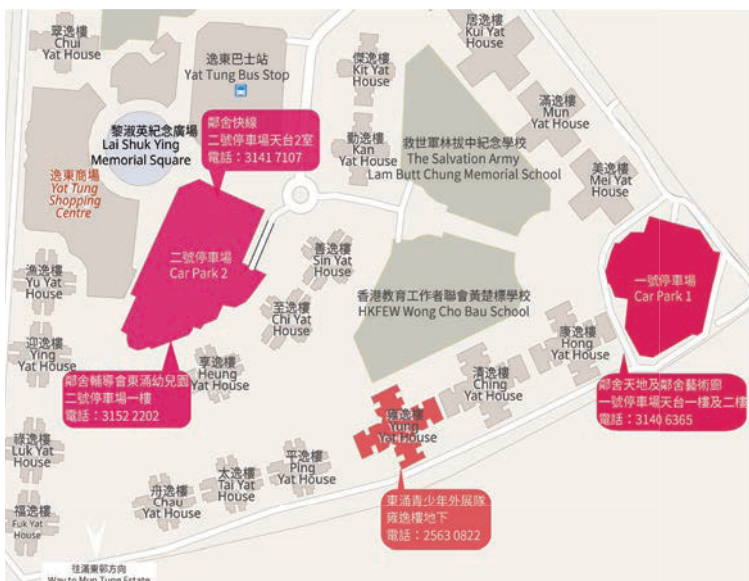 翠逸樓
Chui
Yat House
逸東巴士站
Yat Tung Bus Stop
傑逸樓
Kit Yat
House
居逸樓
Kui Yat
House
滿逸樓
Mun
Yat House
美逸樓
Mei Yat
House
黎淑英紀念廣場
Lai Shuk Ying
Memorial Square
鄰舍快線
二號停車場天台2室
電話：3141 7107
勤逸樓
Kan
Yat House
救世軍林拔中紀念學校
The Salvation Army
Lam Butt Chung Memorial School
逸東商場
Yat Tung
Shopping
Centre
二號停車場
Car Park 2
善逸樓
Sin Yat
House
一號停車場
Car Park 1
漁逸樓
Yu Yat
House
至逸樓
Chi Yat
House
香港教育工作者聯會黃楚標學校
HKFEW Wong Cho Bau School
迎逸樓
Ying
Yat House
享逸樓
Heung
Yat House
康逸樓
Hong
Yat House
清逸樓
Ching
Yat House
鄰舍輔導會東涌幼兒園
二號停車場一樓
電話：3152 2202
鄰舍天地及鄰舍藝術廊
一號停車場天台一樓及二樓
電話：3140 6365
雍逸樓
Yung
Yat House
祿逸樓
Luk Yat
House
平逸樓
Ping
Yat House
太逸樓
Tai Yat
House
舟逸樓
Chau
Yat House
福逸樓
Fuk Yat
House
東涌青少年外展隊
雍逸樓地下
電話：2563 0822
往滿東邨方向
Way to Mun Tung Estate